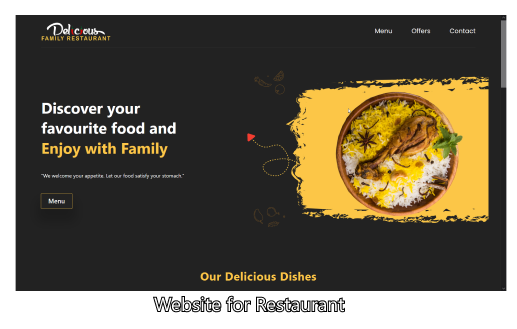 Delicious
FAMILY RESTAURANT
Menu Offers Contact
Discover your
favourite food and
Enjoy with Family
"We welcome your appetite. Let our food satisfy your stomach."
Menu
Our Delicious Dishes
Website for Restaurant